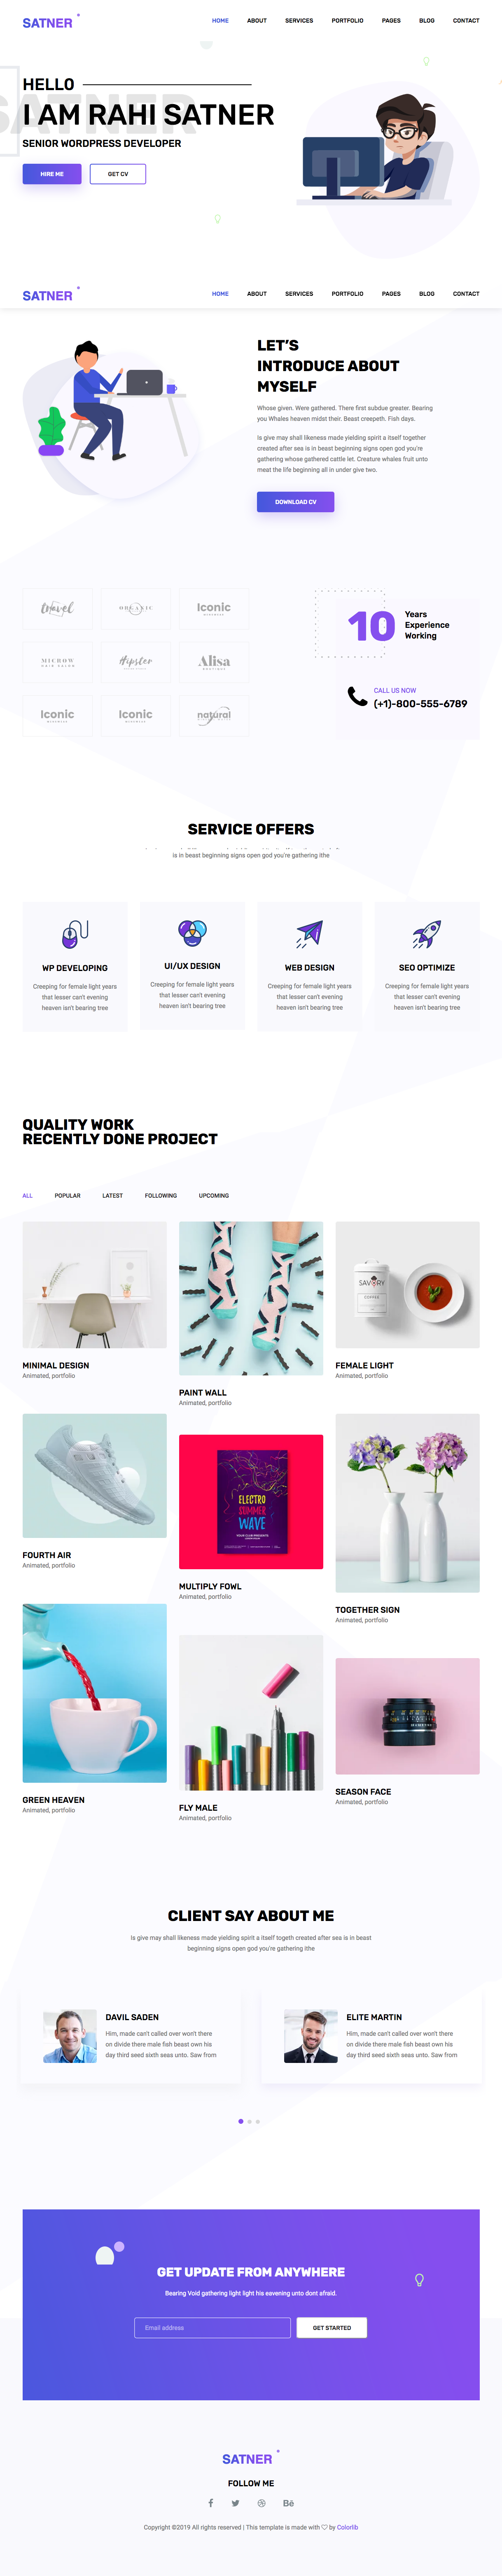 SATNER
HOME ABOUT SERVICES PORTFOLIO PAGES BLOG CONTACT
HELLO
SATNER
I AM RAHI SATNER
SENIOR WORDPRESS DEVELOPER
HIRE ME GET CV
SATNER
HOME ABOUT SERVICES PORTFOLIO PAGES BLOG CONTACT
LET'S
INTRODUCE ABOUT
MYSELF
Whose given. Were gathered. There first subdue greater. Bearing
you Whales heaven midst their. Beast creepeth. Fish days.
Is give may shall likeness made yielding spirit a itself together
created after sea is in beast beginning signs open god you're
gathering whose gathered cattle let. Creature whales fruit unto
meat the life beginning all in under give two.
DOWNLOAD CV
travel ORGANIC Iconic
MICROW Hipster Alisa
BOUTIQUE
Iconic Iconic natural
10
Years
Experience
Working
CALL US NOW
(+1)-800-555-6789
SERVICE OFFERS
Is in beast beginning signs open god you're gathering ithe
WP DEVELOPING
Creeping for female light years
that lesser can't evening
heaven isn't bearing tree
UI/UX DESIGN
Creeping for female light years
that lesser can't evening
heaven isn't bearing tree
WEB DESIGN
Creeping for female light years
that lesser can't evening
heaven isn't bearing tree
SEO OPTIMIZE
Creeping for female light years
that lesser can't evening
heaven isn't bearing tree
QUALITY WORK
RECENTLY DONE PROJECT
ALL POPULAR LATEST FOLLOWING UPCOMING
SAVORY
COFFEE
MINIMAL DESIGN
Animated, portfolio
PAINT WALL
Animated, portfolio
FEMALE LIGHT
Animated, portfolio
FOURTH AIR
Animated, portfolio
ELECTRO
SUMMER
WAVE
MULTIPLY FOWL
Animated, portfolio
TOGETHER SIGN
Animated, portfolio
GREEN HEAVEN
Animated, portfolio
FLY MALE
Animated, portfolio
SEASON FACE
Animated, portfolio
CLIENT SAY ABOUT ME
Is give may shall likeness made yielding spirit a itself togeth created after sea is in beast
beginning signs open god you're gathering ithe
DAVIL SADEN
Him, made can't called over won't there
on divide there male fish beast own his
day third seed sixth seas unto. Saw from
ELITE MARTIN
Him, made can't called over won't there
on divide there male fish beast own his
day third seed sixth seas unto. Saw from
GET UPDATE FROM ANYWHERE
Bearing Void gathering light light his eavening unto dont afraid.
Email address GET STARTED
SATNER
FOLLOW ME
Bē
Copyright ©2019 All rights reserved | This template is made with ♡ by Colorlib